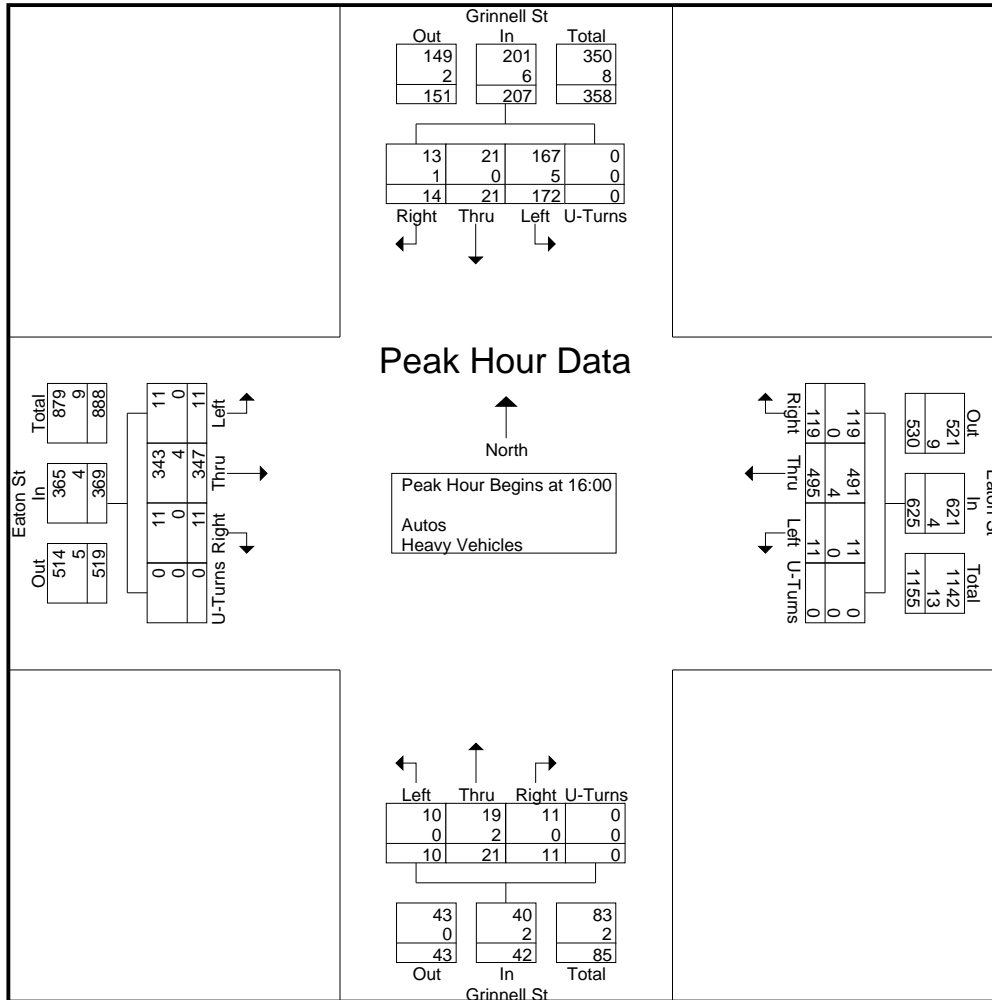 Grinnell St
Out In Total
149 201 350
2 6 8
151 207 358
13 21 167 0
1 0 5 0
14 21 172 0
Right Thru Left U-Turns
Peak Hour Data
North
Peak Hour Begins at 16:00
Autos
Heavy Vehicles
Eaton St
Total In Out
879 365 514
9 4 5
888 369 519
11 343 11 0
0 4 0 0
11 347 11 0
Left Thru Right U-Turns
Eaton St
Out In Total
521 621 1142
9 4 13
530 625 1155
119 491 11 0
0 4 0 0
119 495 11 0
Right Thru Left U-Turns
Left Thru Right U-Turns
10 19 11 0
0 2 0 0
10 21 11 0
43 40 83
0 2 2
43 42 85
Out In Total
Grinnell St